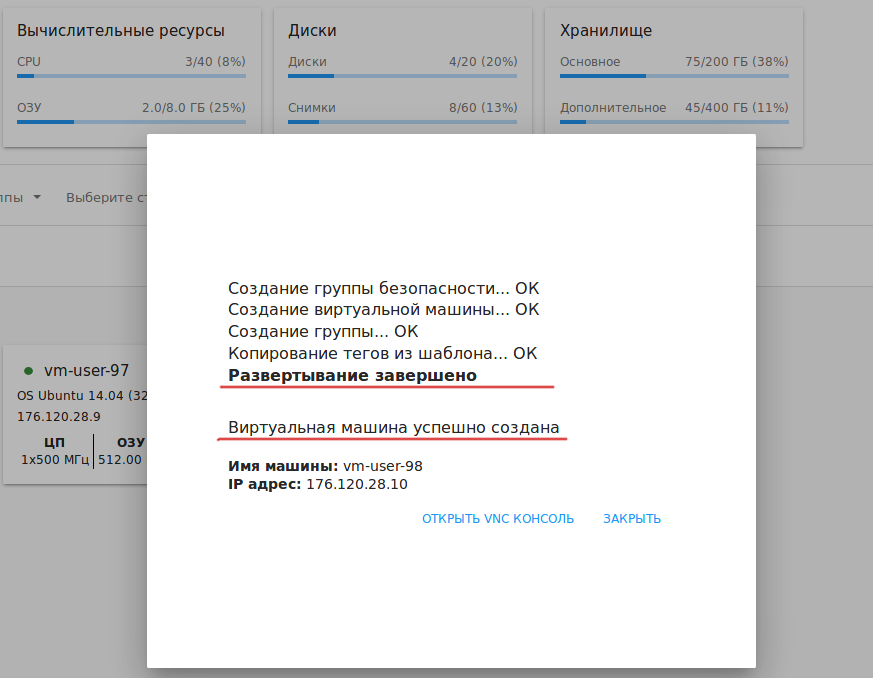 Вычислительные ресурсы
CPU 3/40 (8%)
ОЗУ 2.0/8.0 ГБ (25%)
Диски
Диски 4/20 (20%)
Снимки 8/60 (13%)
Хранилище
Основное 75/200 ГБ (38%)
Дополнительное 45/400 ГБ (11%)
ппы Выберите ст
Создание группы безопасности... ОК
Создание виртуальной машины... ОК
Создание группы... ОК
Копирование тегов из шаблона... ОК
Развертывание завершено
Виртуальная машина успешно создана
Имя машины: vm-user-98
IP адрес: 176.120.28.10
ОТКРЫТЬ VNC КОНСОЛЬ ЗАКРЫТЬ
vm-user-97
OS Ubuntu 14.04 (32
176.120.28.9
ЦП ОЗУ
1x500 МГц 512.00